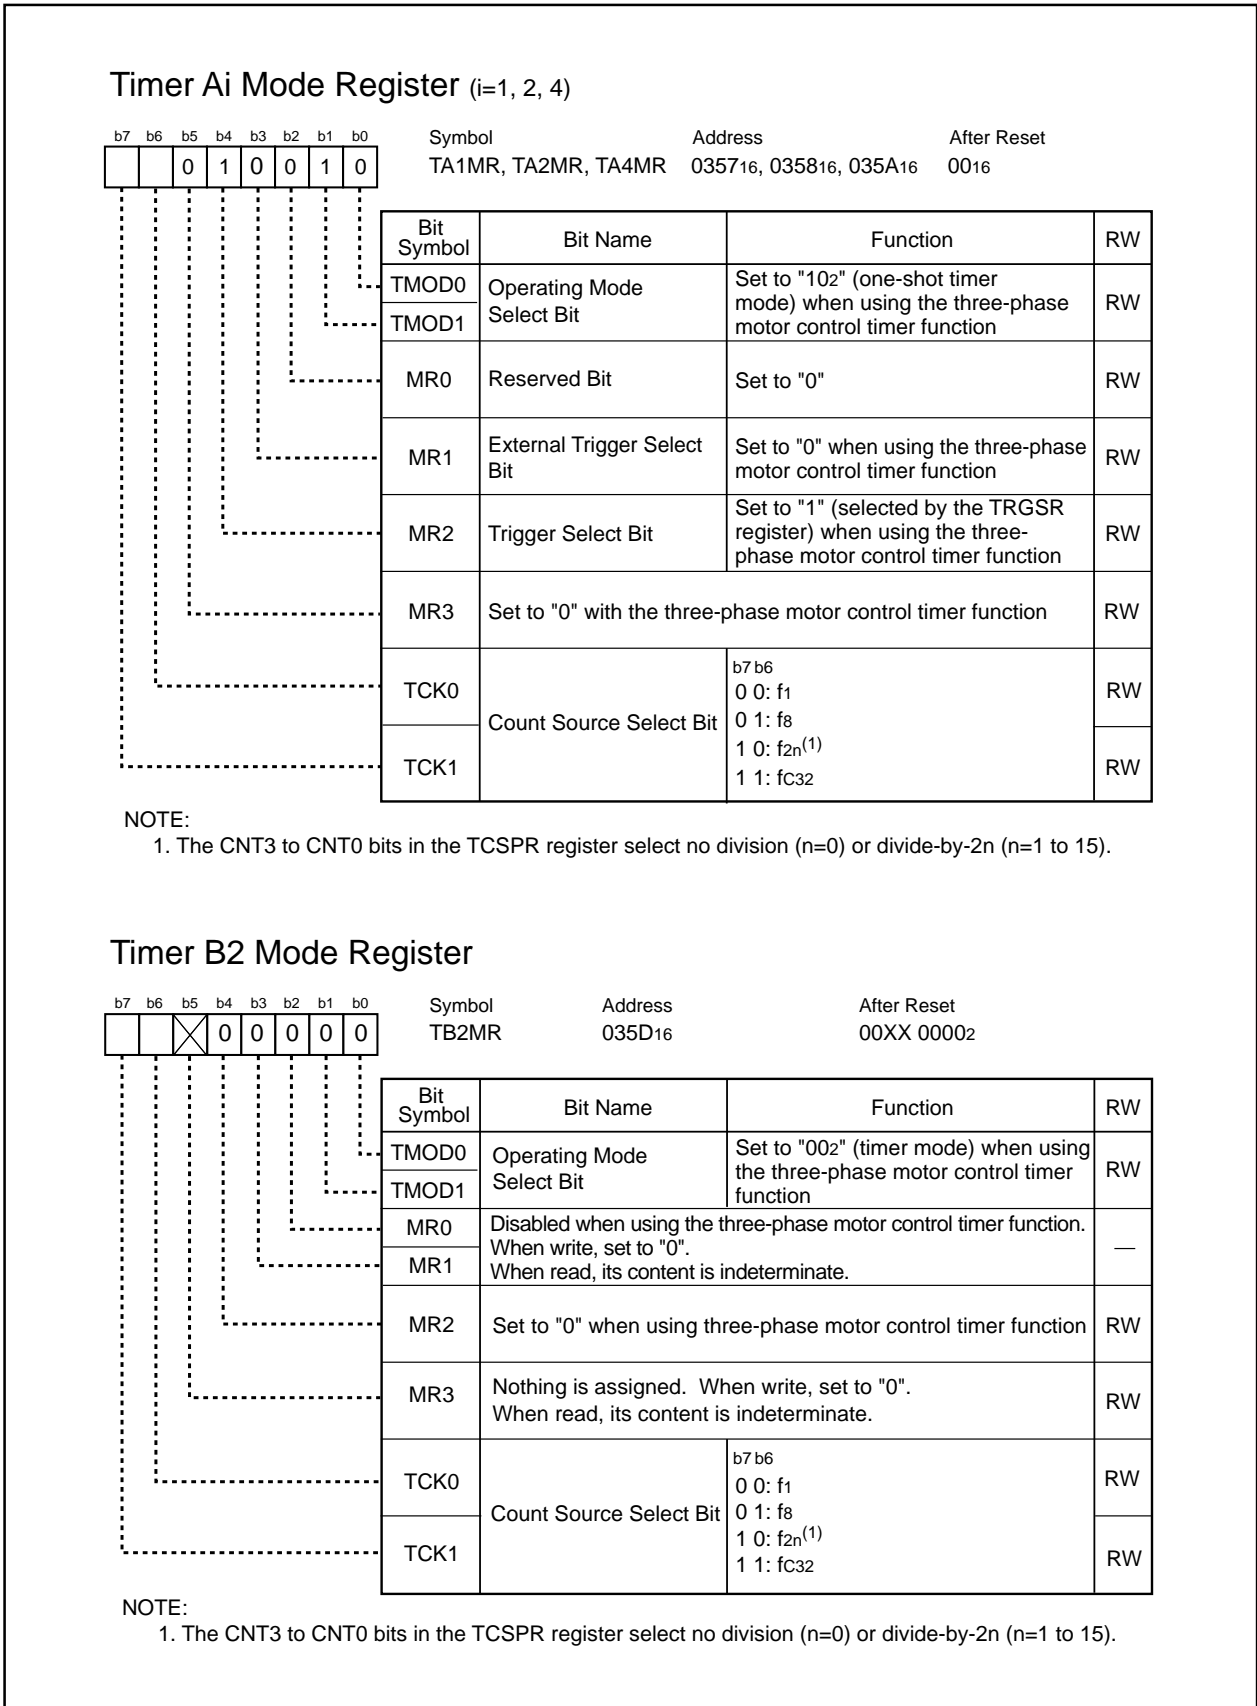 Timer Ai Mode Register (i=1, 2, 4)
b7 b6 b5 b4 b3 b2 b1 b0
0 1 0 0 1 0
Symbol Address After Reset
TA1MR, TA2MR, TA4MR 035716, 035816, 035A16 0016
Bit Symbol Bit Name Function RW
TMOD0
TMOD1
Operating Mode
Select Bit
Set to "102" (one-shot timer
mode) when using the three-phase
motor control timer function
RW
MR0 Reserved Bit Set to "0" RW
MR1
External Trigger Select
Bit
Set to "0" when using the three-phase
motor control timer function
RW
MR2 Trigger Select Bit
Set to "1" (selected by the TRGSR
register) when using the three-
phase motor control timer function
RW
MR3 Set to "0" with the three-phase motor control timer function RW
TCK0 RW
TCK1 RW
Count Source Select Bit
b7 b6
0 0: f1
0 1: f8
1 0: f2n(1)
1 1: fC32
NOTE:
1. The CNT3 to CNT0 bits in the TCSPR register select no division (n=0) or divide-by-2n (n=1 to 15).
Timer B2 Mode Register
b7 b6 b5 b4 b3 b2 b1 b0
0 0 0 0 0
Symbol Address After Reset
TB2MR 035D16 00XX 00002
Bit Symbol Bit Name Function RW
TMOD0
TMOD1
Operating Mode
Select Bit
Set to "002" (timer mode) when using
the three-phase motor control timer
function
RW
MR0
MR1
Disabled when using the three-phase motor control timer function.
When write, set to "0".
When read, its content is indeterminate.
—
MR2 Set to "0" when using three-phase motor control timer function RW
MR3
Nothing is assigned. When write, set to "0".
When read, its content is indeterminate.
RW
TCK0 RW
TCK1 RW
Count Source Select Bit
b7 b6
0 0: f1
0 1: f8
1 0: f2n(1)
1 1: fC32
NOTE:
1. The CNT3 to CNT0 bits in the TCSPR register select no division (n=0) or divide-by-2n (n=1 to 15).